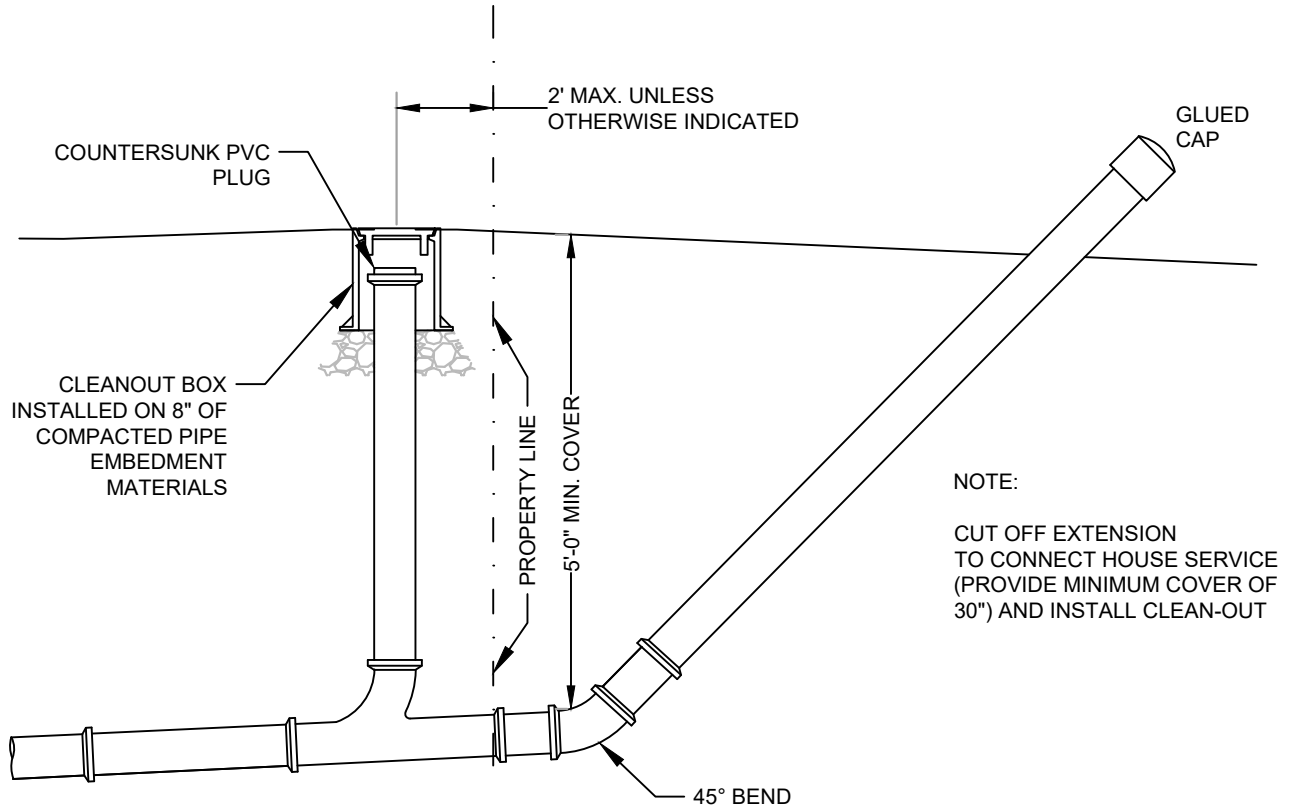 2' MAX. UNLESS
OTHERWISE INDICATED
GLUED
CAP
COUNTERSUNK PVC
PLUG
CLEANOUT BOX
INSTALLED ON 8" OF
COMPACTED PIPE
EMBEDMENT
MATERIALS
PROPERTY LINE
5'-0" MIN. COVER
NOTE:
CUT OFF EXTENSION
TO CONNECT HOUSE SERVICE
(PROVIDE MINIMUM COVER OF
30") AND INSTALL CLEAN-OUT
45° BEND